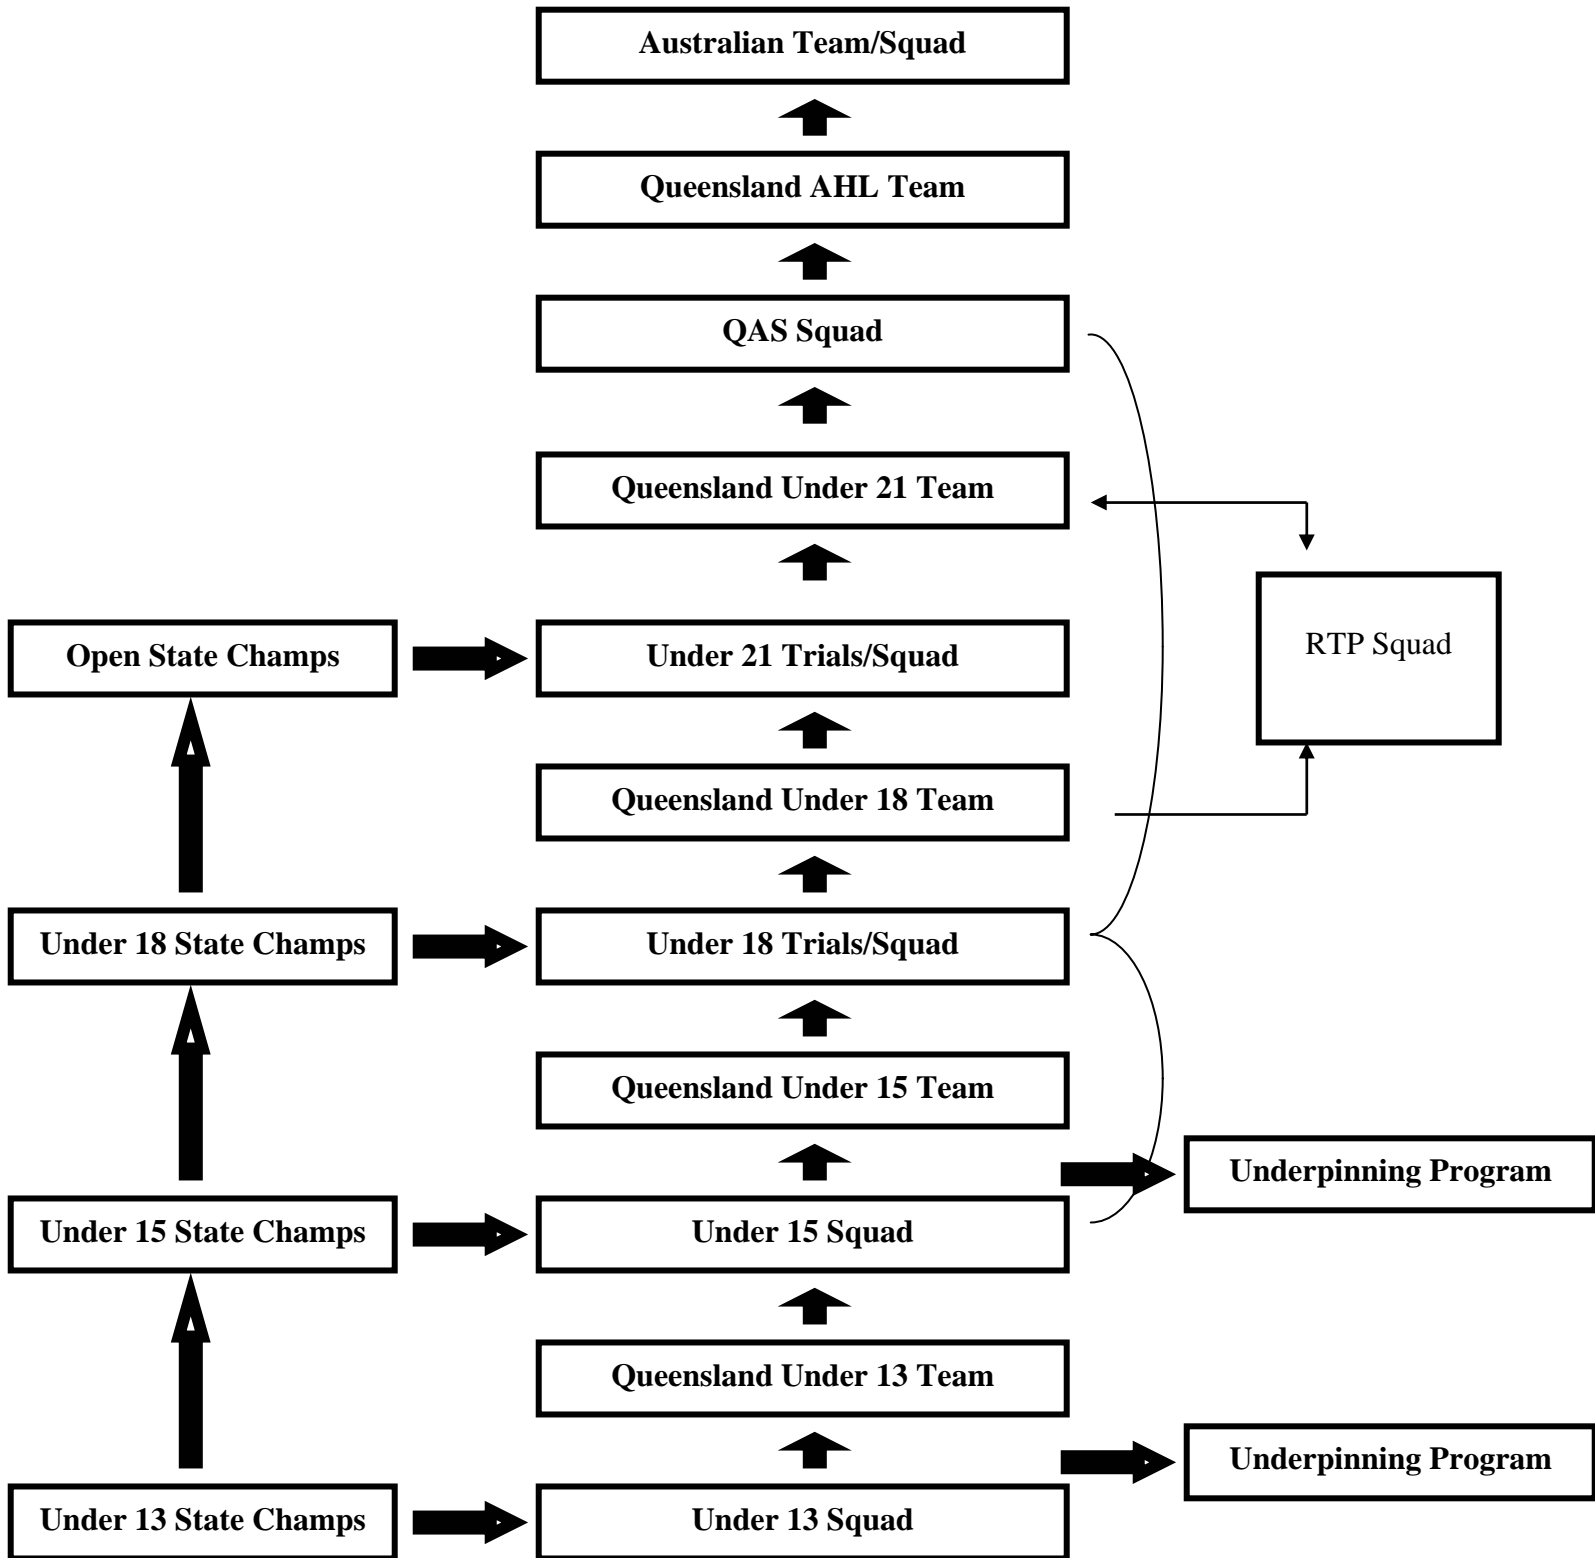 Australian Team/Squad
Queensland AHL Team
QAS Squad
Queensland Under 21 Team
Open State Champs
Under 21 Trials/Squad
RTP Squad
Queensland Under 18 Team
Under 18 State Champs
Under 18 Trials/Squad
Queensland Under 15 Team
Underpinning Program
Under 15 State Champs
Under 15 Squad
Queensland Under 13 Team
Underpinning Program
Under 13 State Champs
Under 13 Squad